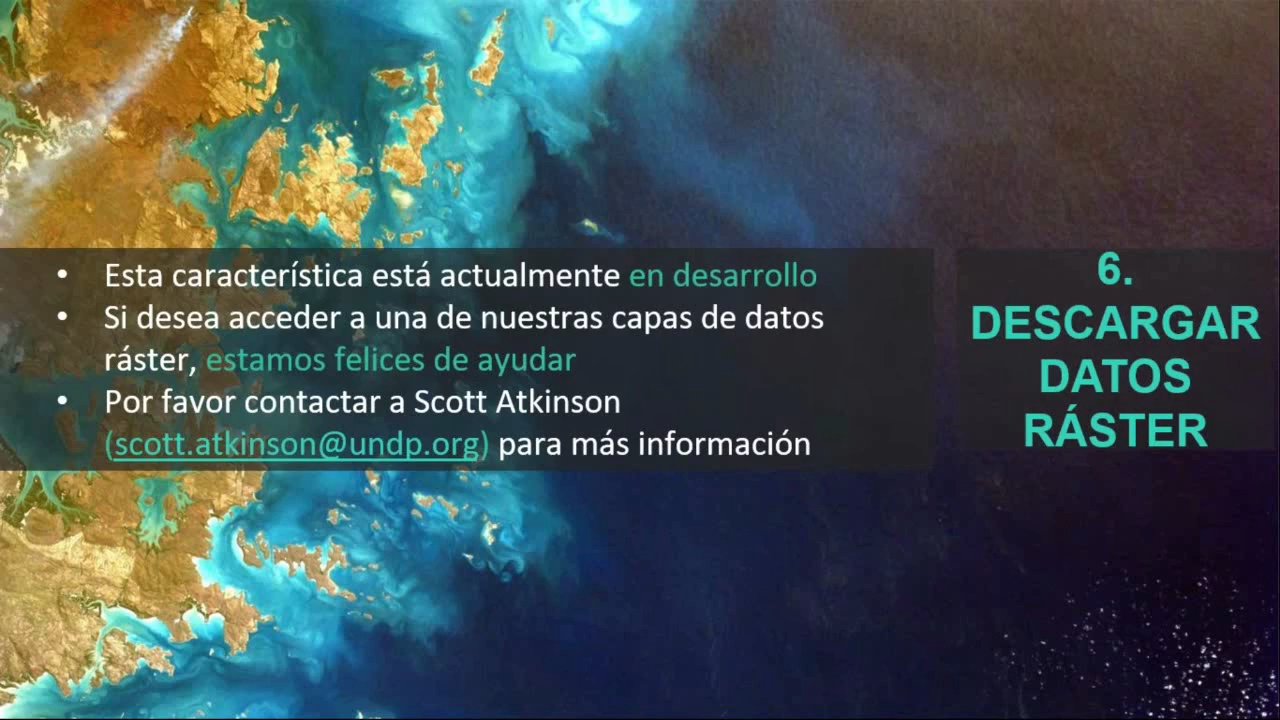 • Esta característica está actualmente en desarrollo
• Si desea acceder a una de nuestras capas de datos
ráster, estamos felices de ayudar
• Por favor contactar a Scott Atkinson
(scott.atkinson@undp.org) para más información
6.
DESCARGAR
DATOS
RÁSTER